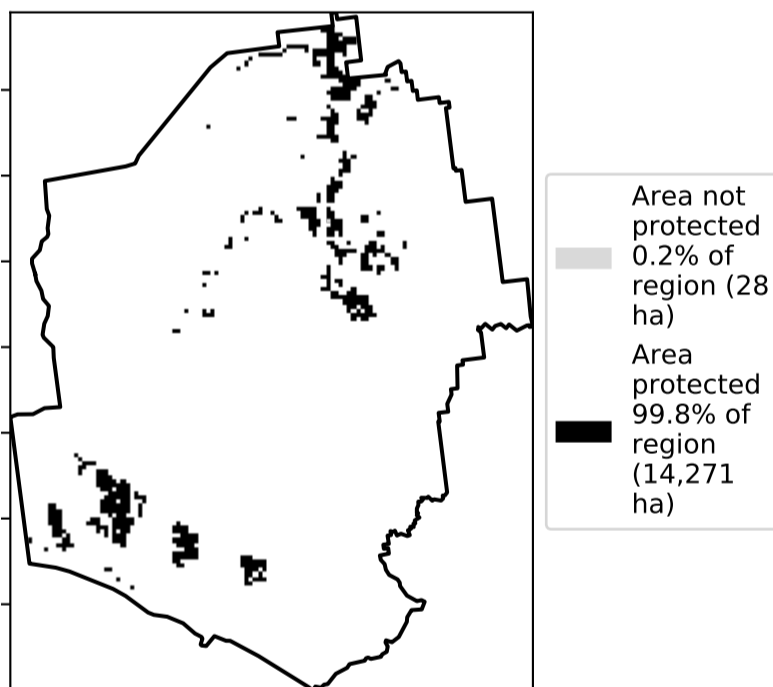 Area not
protected
0.2% of
region (28
ha)
Area
protected
99.8% of
region
(14,271
ha)